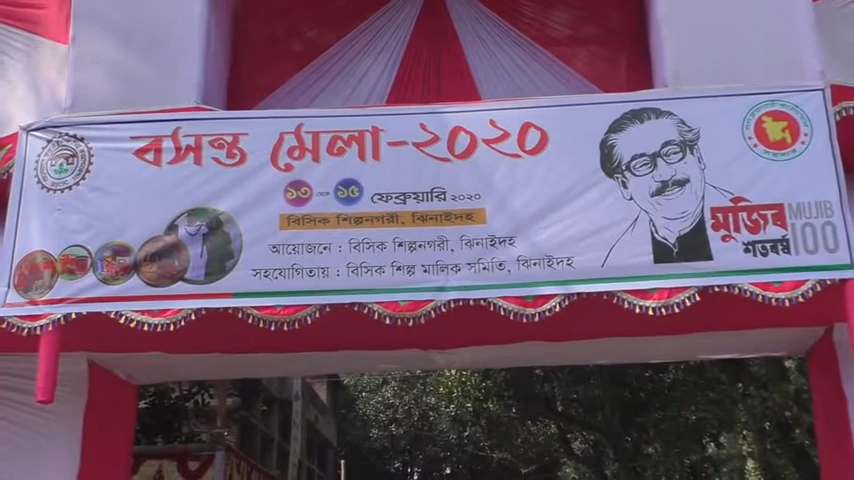 বসন্ত মেলা-২০২০
১৩ থেকে ১৫ ফেব্রুয়ারি ২০২০
বিসিক শিল্পনগরী, ঝিনাইদহ
আয়োজনে : বিসিক শিল্পনগরী, ঝিনাইদহ
সহযোগিতায় : বিসিক শিল্প মালিক সমিতি, ঝিনাইদহ
মুজিব শতবর্ষ
MUJIB 100